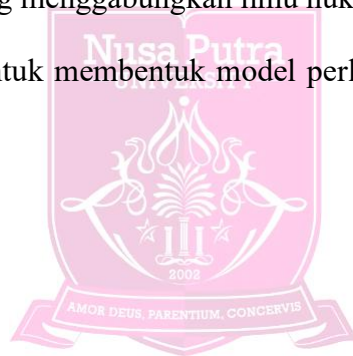 menggabungkan ilmu
Nusa Putra
UNIVERSITY
membentuk model
2002
AMOR DEUS, PARENTIUM, CONCERVIS